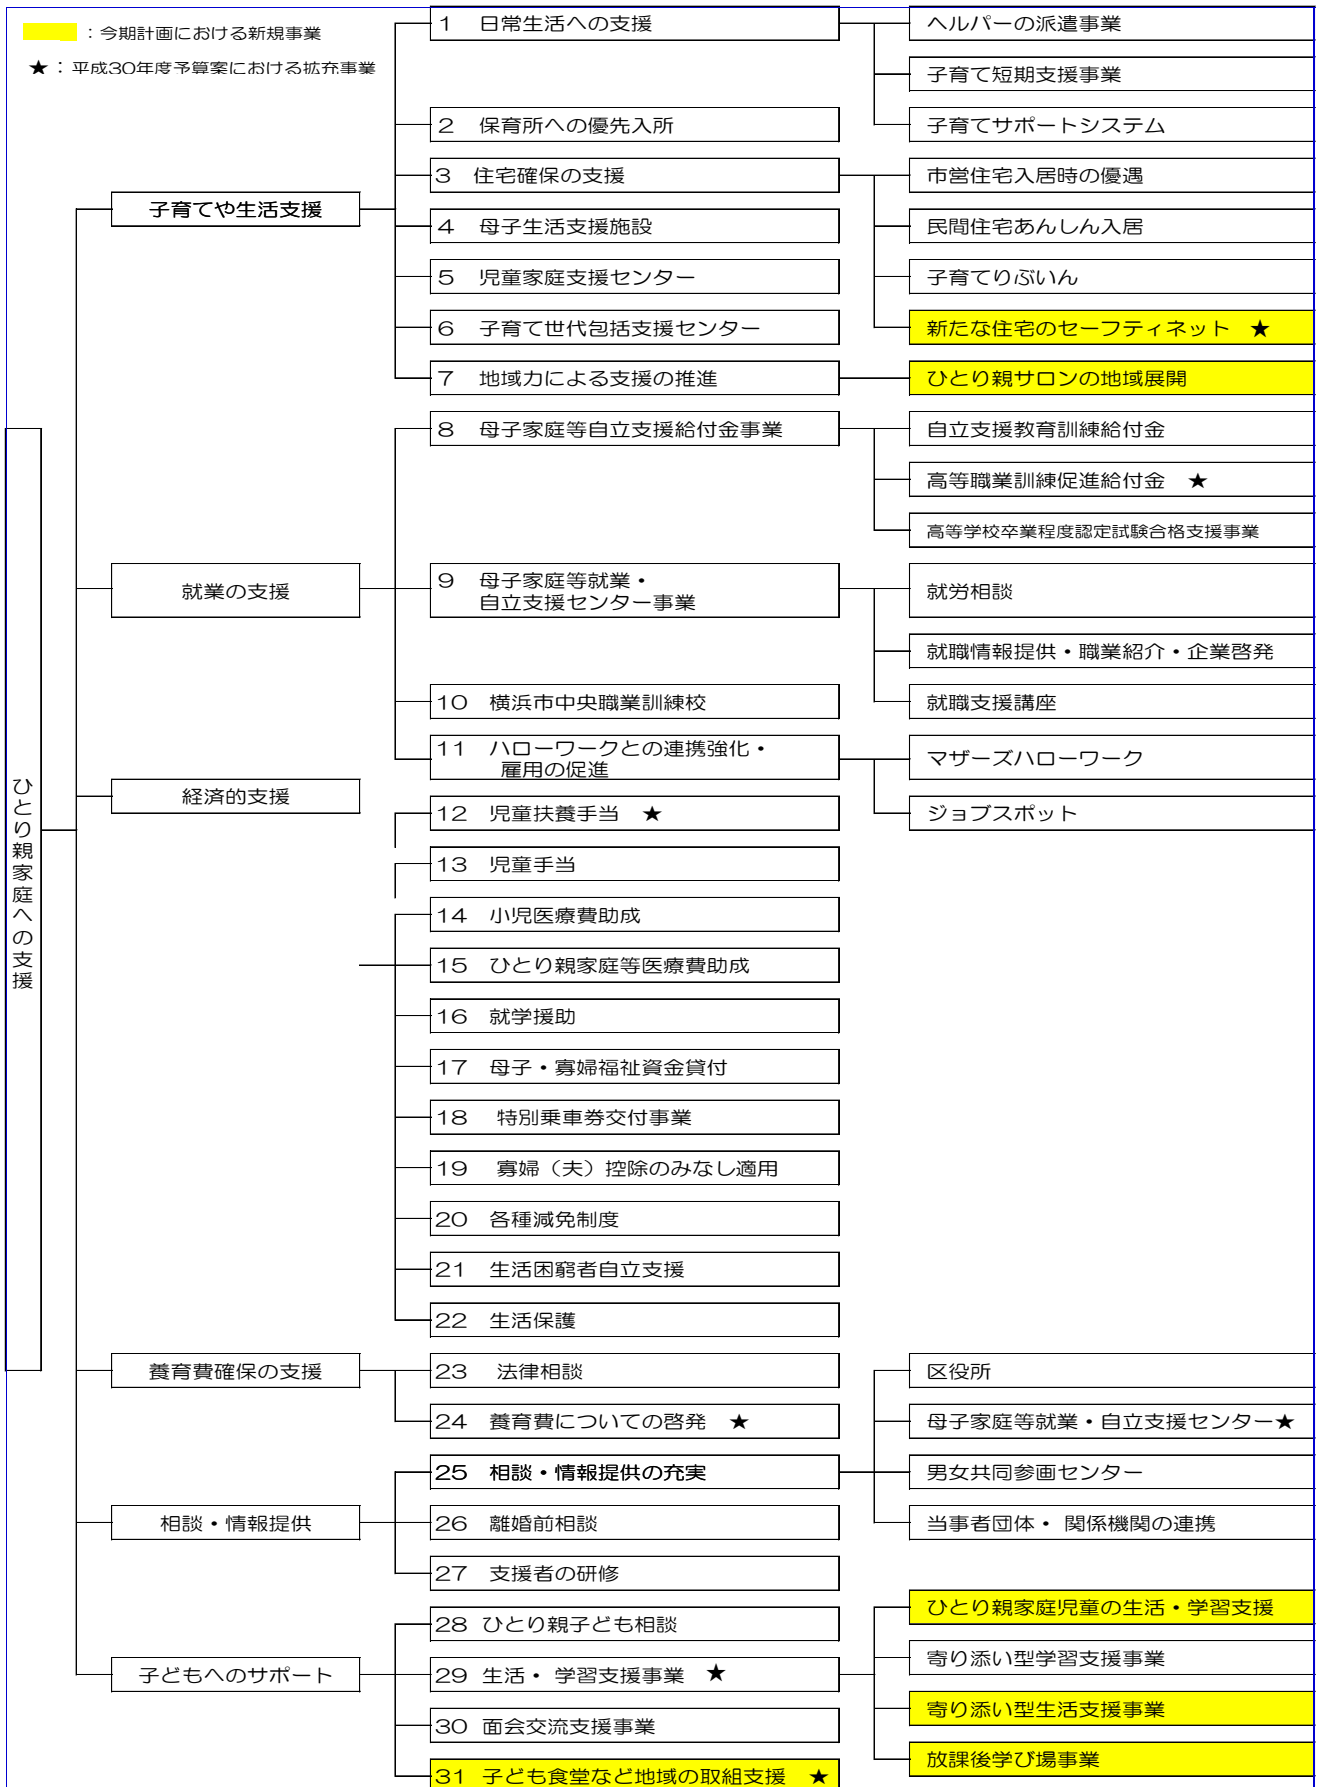 ：今期計画における新規事業
★：平成30年度予算案における拡充事業
ひとり親家庭への支援
子育てや生活支援
1 日常生活への支援
ヘルパーの派遣事業
子育て短期支援事業
子育てサポートシステム
2 保育所への優先入所
3 住宅確保の支援
市営住宅入居時の優遇
民間住宅あんしん入居
子育てりぶいん
新たな住宅のセーフティネット ★
4 母子生活支援施設
5 児童家庭支援センター
6 子育て世代包括支援センター
7 地域力による支援の推進
ひとり親サロンの地域展開
就業の支援
8 母子家庭等自立支援給付金事業
自立支援教育訓練給付金
高等職業訓練促進給付金 ★
高等学校卒業程度認定試験合格支援事業
9 母子家庭等就業・
自立支援センター事業
就労相談
就職情報提供・職業紹介・企業啓発
就職支援講座
10 横浜市中央職業訓練校
11 ハローワークとの連携強化・
雇用の促進
マザーズハローワーク
ジョブスポット
経済的支援
12 児童扶養手当 ★
13 児童手当
14 小児医療費助成
15 ひとり親家庭等医療費助成
16 就学援助
17 母子・寡婦福祉資金貸付
18 特別乗車券交付事業
19 寡婦（夫）控除のみなし適用
20 各種減免制度
21 生活困窮者自立支援
22 生活保護
養育費確保の支援
23 法律相談
24 養育費についての啓発 ★
相談・情報提供
25 相談・情報提供の充実
区役所
母子家庭等就業・自立支援センター★
男女共同参画センター
当事者団体・ 関係機関の連携
26 離婚前相談
27 支援者の研修
子どもへのサポート
28 ひとり親子ども相談
29 生活・ 学習支援事業 ★
ひとり親家庭児童の生活・学習支援
寄り添い型学習支援事業
寄り添い型生活支援事業
放課後学び場事業
30 面会交流支援事業
31 子ども食堂など地域の取組支援 ★